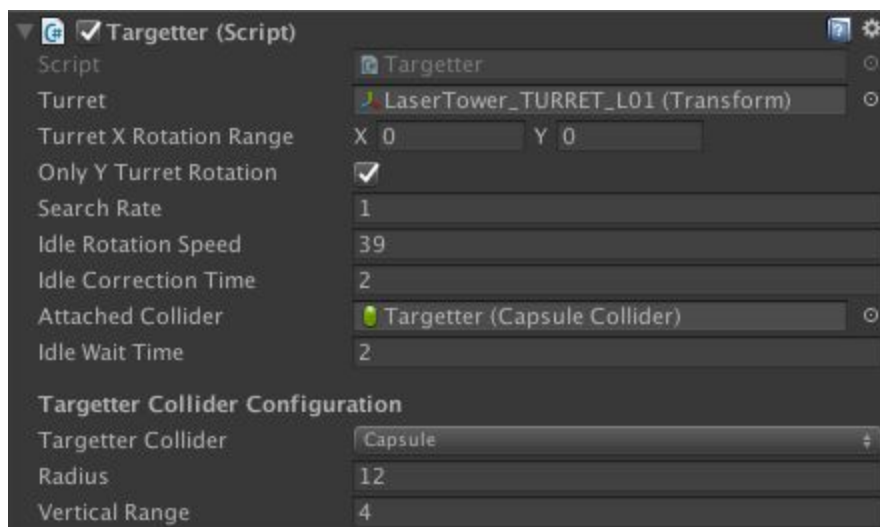 Targetter (Script)
Script Targetter
Turret LaserTower_TURRET_L01 (Transform)
Turret X Rotation Range X 0 Y 0
Only Y Turret Rotation
Search Rate 1
Idle Rotation Speed 39
Idle Correction Time 2
Attached Collider Targetter (Capsule Collider)
Idle Wait Time 2
Targetter Collider Configuration
Targetter Collider Capsule
Radius 12
Vertical Range 4